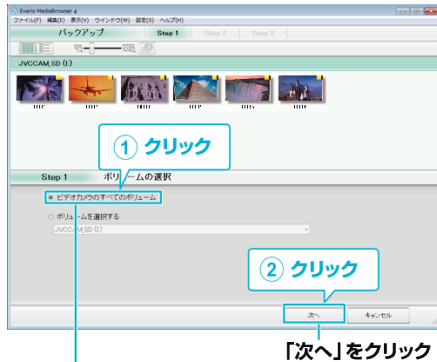 Everio MediaBrowser 4
ファイル(F) 編集(E) 表示(V) ウインドウ(W) 設定(S) ヘルプ(H)
バックアップ Step 1 Step 2 Step 3
JVCCAM_SD (I:)
① クリック
Step 1 ボリュームの選択
ビデオカメラのすべてのボリューム
ボリュームを選択する
JVCCAM_SD (I:)
② クリック
次へ キャンセル
「次へ」をクリック